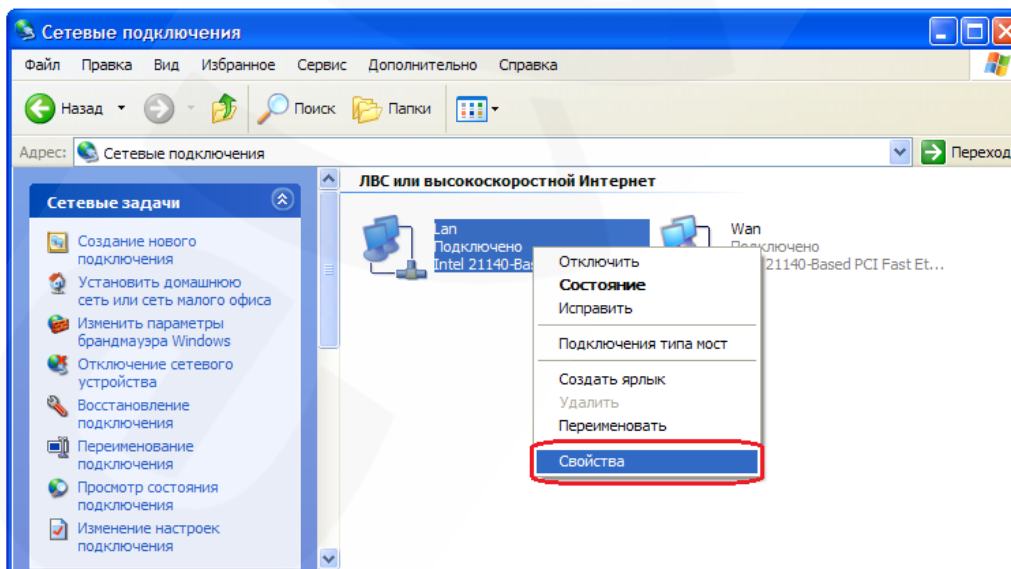 Сетевые подключения
Файл Правка Вид Избранное Сервис Дополнительно Справка
Назад Поиск Папки
Адрес: Сетевые подключения Переход
Сетевые задачи
Создание нового
подключения
Установить домашнюю
сеть или сеть малого офиса
Изменить параметры
брандмауэра Windows
Отключение сетевого
устройства
Восстановление
подключения
Переименование
подключения
Просмотр состояния
подключения
Изменение настроек
подключения
ЛВС или высокоскоростной Интернет
Lan
Подключено
Intel 21140-Ba
Wan
Подключено
21140-Based PCI Fast Et...
Отключить
Состояние
Исправить
Подключения типа мост
Создать ярлык
Удалить
Переименовать
Свойства